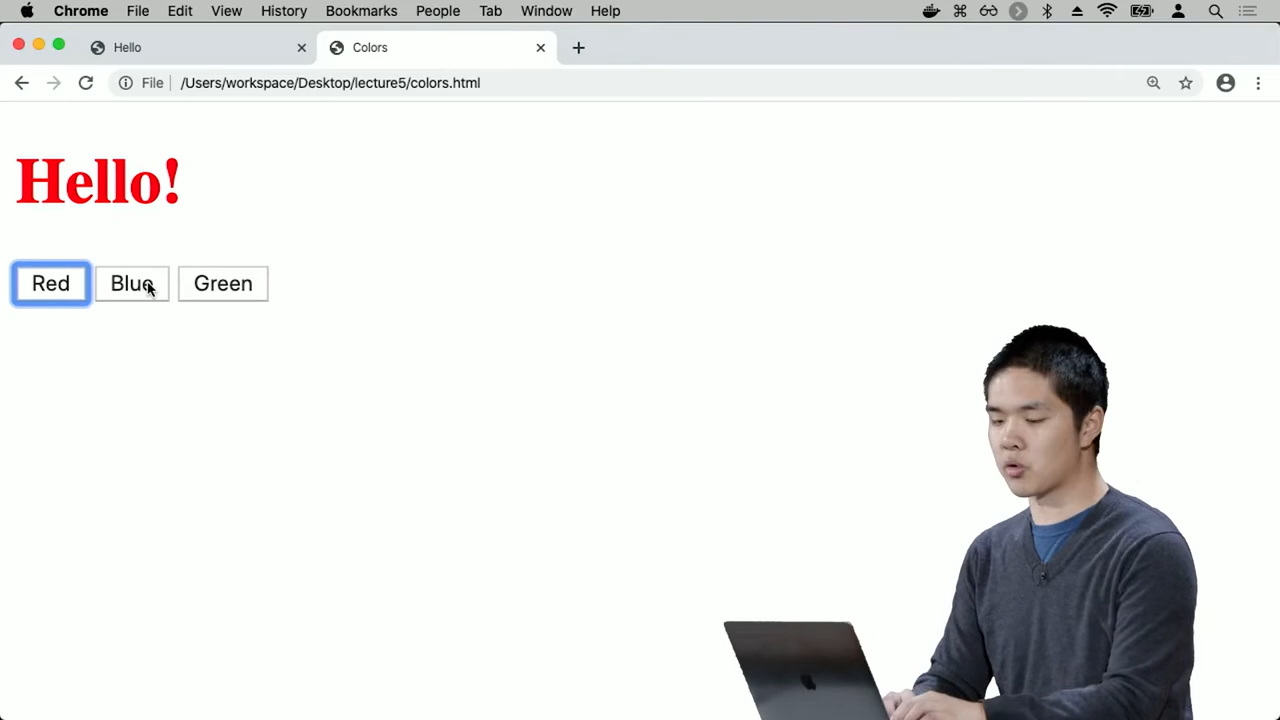 Chrome File Edit View History Bookmarks People Tab Window Help
Hello
Colors
File /Users/workspace/Desktop/lecture5/colors.html
Hello!
Red Blue Green